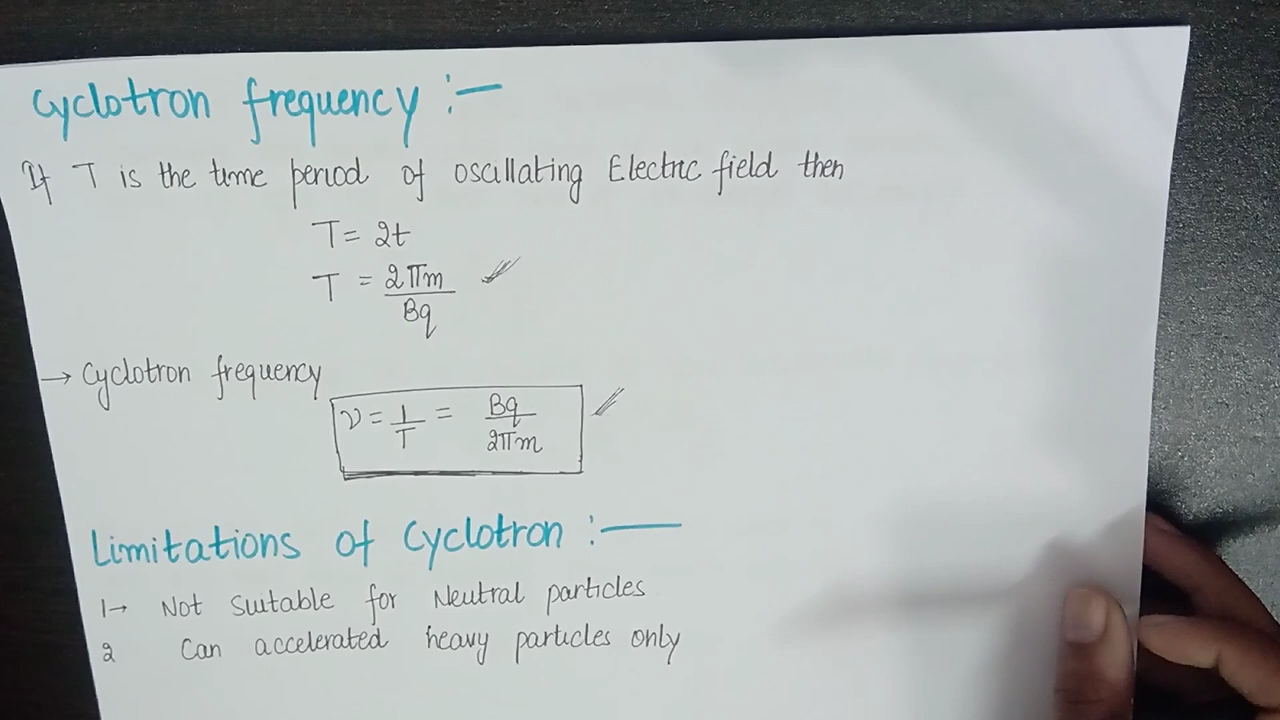 Cyclotron frequency :-
If T is the time period of oscillating Electric field then
T = 2t
T = 2πm / Bq
→ Cyclotron frequency
ν = 1/T = Bq / 2πm
Limitations of Cyclotron :-
1→ Not Suitable for Neutral particles
2 Can accelerated heavy particles only